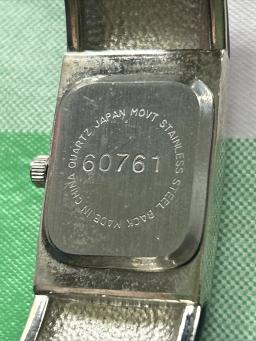 QUARTZ JAPAN MOVT STAINLESS STEEL BACK MADE IN CHINA
60761